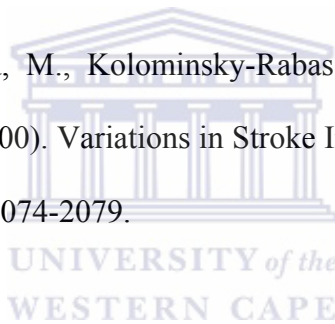 , M., Kolominsky-Rabas
00). Variations in Stroke I
074-2079.
UNIVERSITY of the
WESTERN CAPE